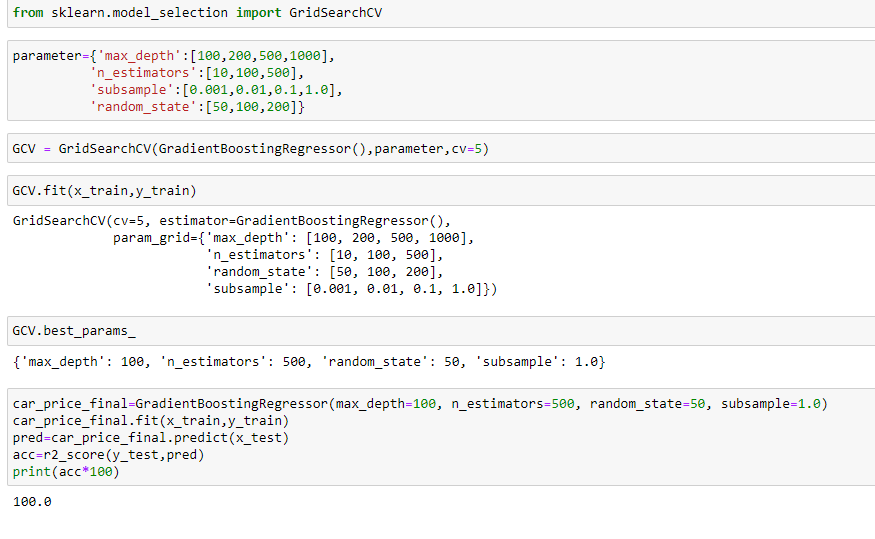 from sklearn.model_selection import GridSearchCV
parameter={'max_depth':[100,200,500,1000],
'n_estimators':[10,100,500],
'subsample':[0.001,0.01,0.1,1.0],
'random_state':[50,100,200]}
GCV = GridSearchCV(GradientBoostingRegressor(),parameter,cv=5)
GCV.fit(x_train,y_train)
GridSearchCV(cv=5, estimator=GradientBoostingRegressor(),
param_grid={'max_depth': [100, 200, 500, 1000],
'n_estimators': [10, 100, 500],
'random_state': [50, 100, 200],
'subsample': [0.001, 0.01, 0.1, 1.0]})
GCV.best_params_
{'max_depth': 100, 'n_estimators': 500, 'random_state': 50, 'subsample': 1.0}
car_price_final=GradientBoostingRegressor(max_depth=100, n_estimators=500, random_state=50, subsample=1.0)
car_price_final.fit(x_train,y_train)
pred=car_price_final.predict(x_test)
acc=r2_score(y_test,pred)
print(acc*100)
100.0